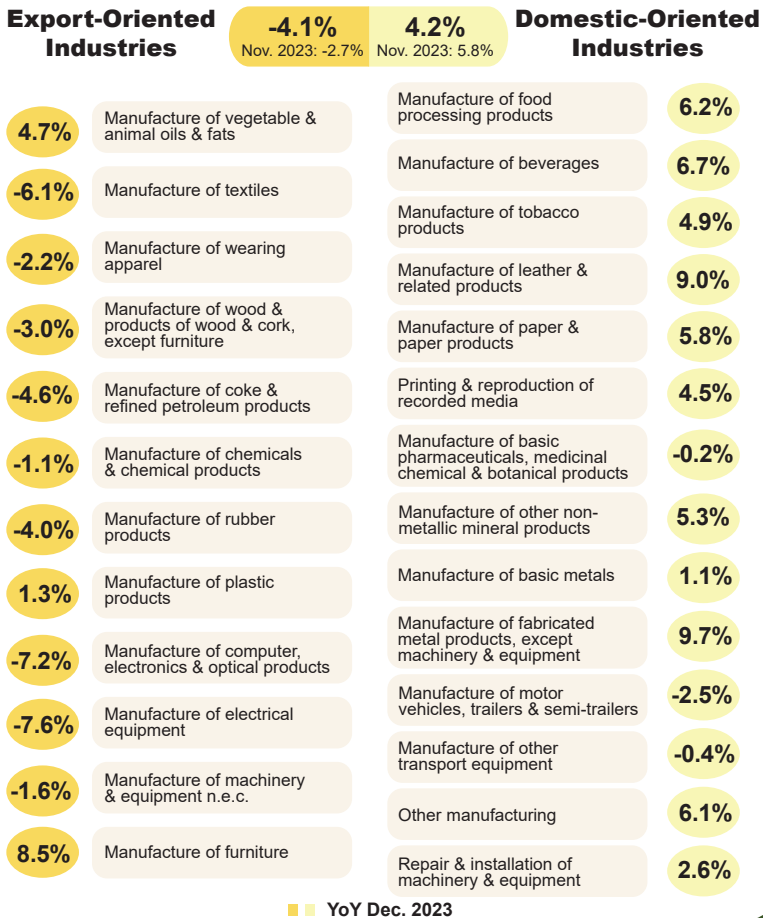 Export-Oriented
Industries
-4.1%
Nov. 2023: -2.7%
4.2%
Nov. 2023: 5.8%
Domestic-Oriented
Industries
4.7%
Manufacture of vegetable &
animal oils & fats
-6.1%
Manufacture of textiles
-2.2%
Manufacture of wearing
apparel
-3.0%
Manufacture of wood &
products of wood & cork,
except furniture
-4.6%
Manufacture of coke &
refined petroleum products
-1.1%
Manufacture of chemicals
& chemical products
-4.0%
Manufacture of rubber
products
1.3%
Manufacture of plastic
products
-7.2%
Manufacture of computer,
electronics & optical products
-7.6%
Manufacture of electrical
equipment
-1.6%
Manufacture of machinery
& equipment n.e.c.
8.5%
Manufacture of furniture
Manufacture of food
processing products
6.2%
Manufacture of beverages
6.7%
Manufacture of tobacco
products
4.9%
Manufacture of leather &
related products
9.0%
Manufacture of paper &
paper products
5.8%
Printing & reproduction of
recorded media
4.5%
Manufacture of basic
pharmaceuticals, medicinal
chemical & botanical products
-0.2%
Manufacture of other non-
metallic mineral products
5.3%
Manufacture of basic metals
1.1%
Manufacture of fabricated
metal products, except
machinery & equipment
9.7%
Manufacture of motor
vehicles, trailers & semi-trailers
-2.5%
Manufacture of other
transport equipment
-0.4%
Other manufacturing
6.1%
Repair & installation of
machinery & equipment
2.6%
YoY Dec. 2023